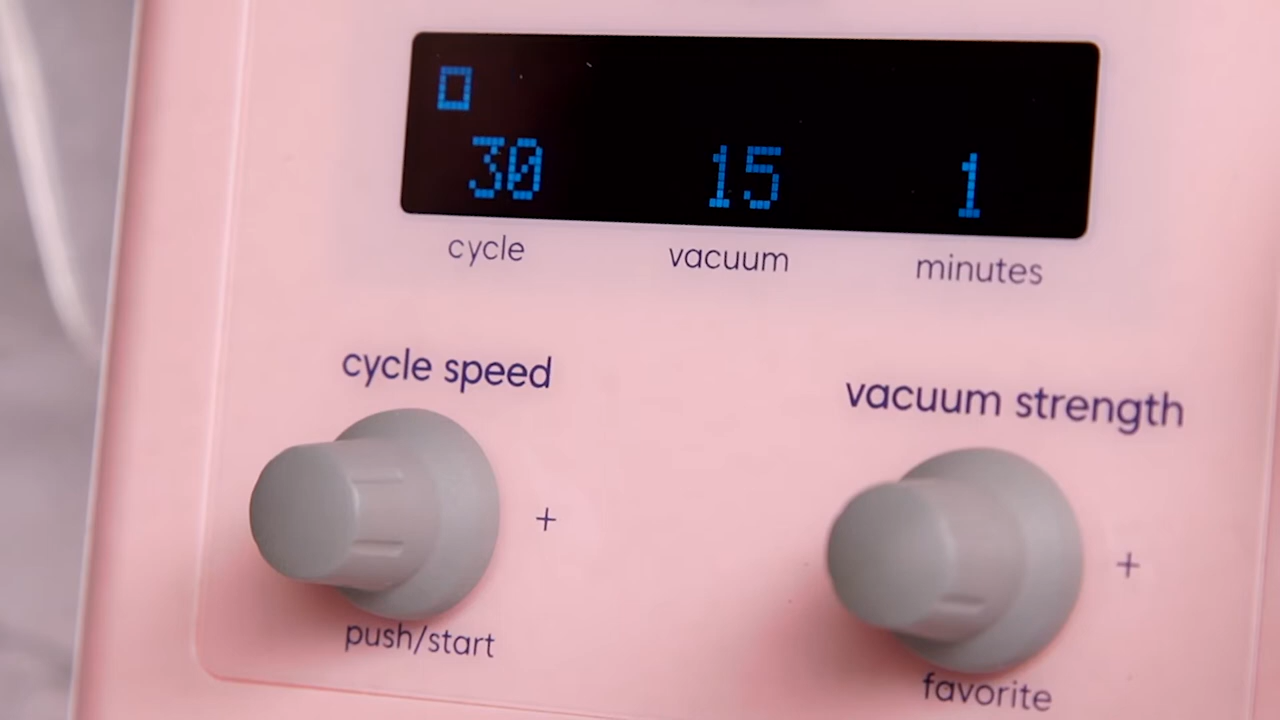 30 15 1
cycle vacuum minutes
cycle speed vacuum strength
+ +
push/start favorite